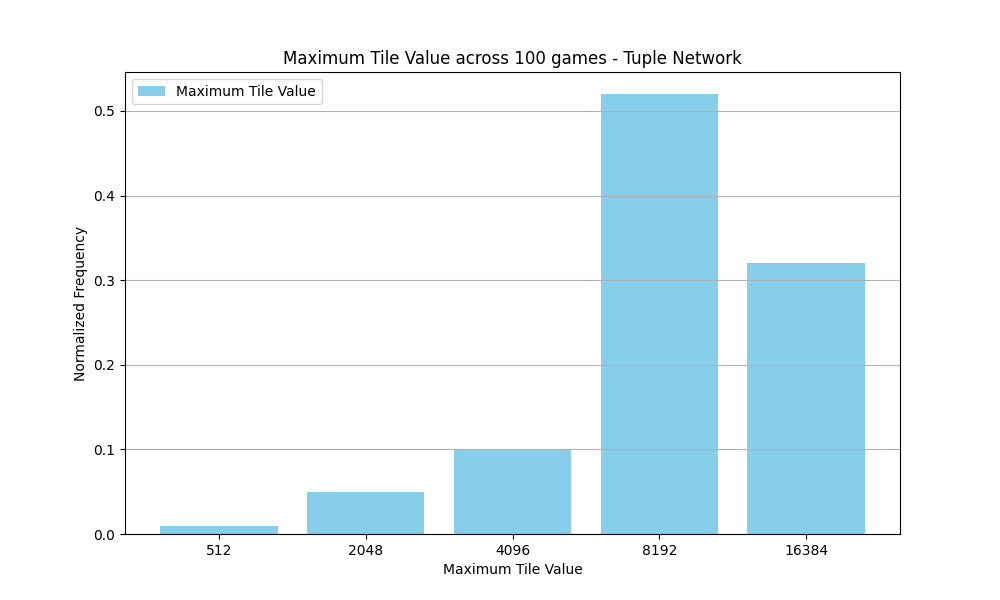 Maximum Tile Value across 100 games - Tuple Network
Maximum Tile Value
0.5
0.4
0.3
0.2
0.1
0.0
Normalized Frequency
512 2048 4096 8192 16384
Maximum Tile Value